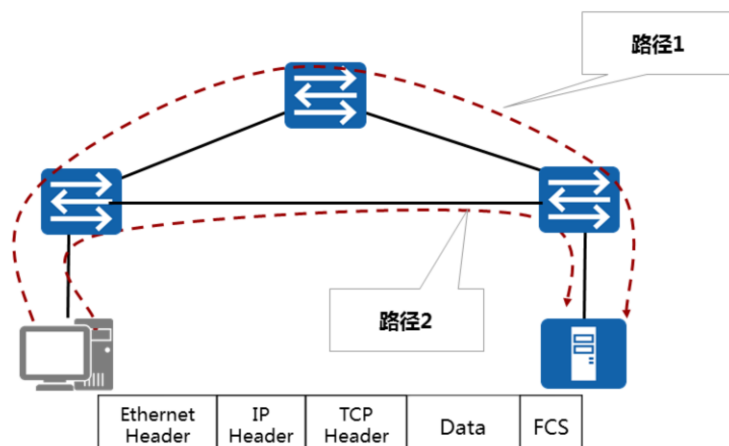 路径1
路径2
Ethernet
Header
IP
Header
TCP
Header
Data
FCS